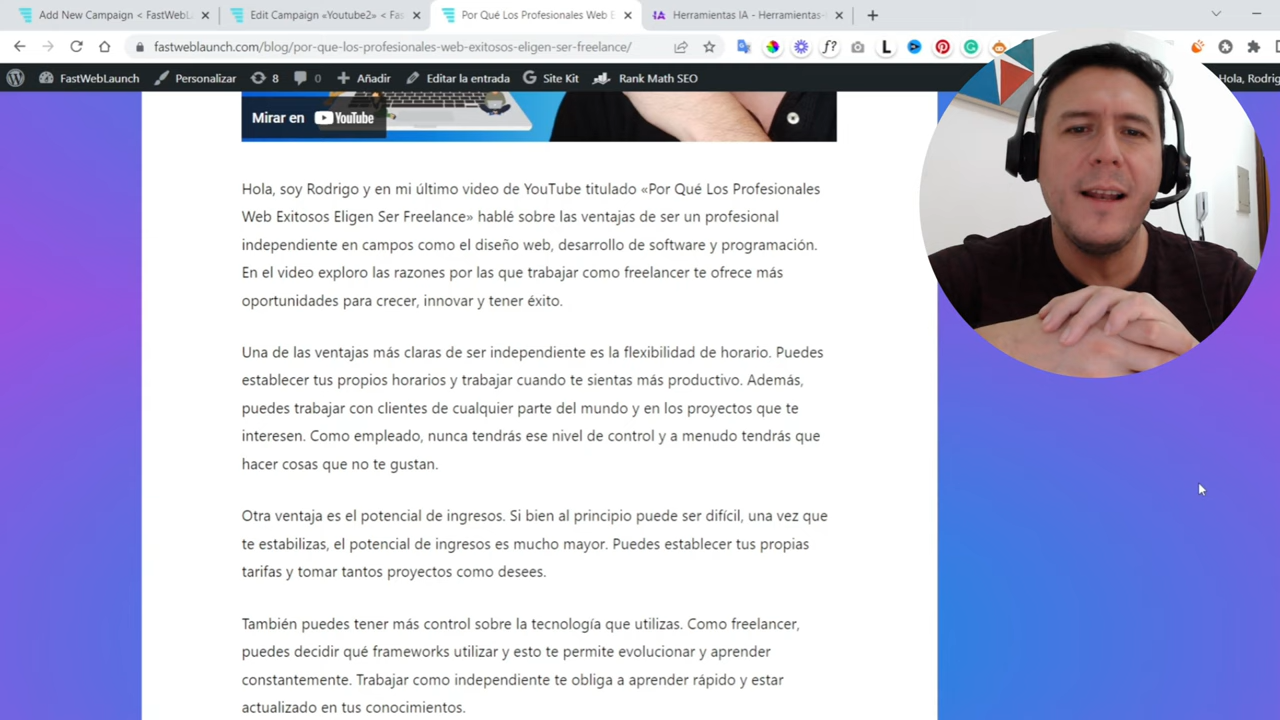 Add New Campaign < FastWebL
Edit Campaign «Youtube2» < Fas
Por Qué Los Profesionales Web E
Herramientas IA - Herramientas-
fastweblaunch.com/blog/por-que-los-profesionales-web-exitosos-eligen-ser-freelance/
FastWebLaunch
Personalizar
8
0
Añadir
Editar la entrada
Site Kit
Rank Math SEO
Hola, Rodrig
Mirar en YouTube
Hola, soy Rodrigo y en mi último video de YouTube titulado «Por Qué Los Profesionales
Web Exitosos Eligen Ser Freelance» hablé sobre las ventajas de ser un profesional
independiente en campos como el diseño web, desarrollo de software y programación.
En el video exploro las razones por las que trabajar como freelancer te ofrece más
oportunidades para crecer, innovar y tener éxito.
Una de las ventajas más claras de ser independiente es la flexibilidad de horario. Puedes
establecer tus propios horarios y trabajar cuando te sientas más productivo. Además,
puedes trabajar con clientes de cualquier parte del mundo y en los proyectos que te
interesen. Como empleado, nunca tendrás ese nivel de control y a menudo tendrás que
hacer cosas que no te gustan.
Otra ventaja es el potencial de ingresos. Si bien al principio puede ser difícil, una vez que
te estabilizas, el potencial de ingresos es mucho mayor. Puedes establecer tus propias
tarifas y tomar tantos proyectos como desees.
También puedes tener más control sobre la tecnología que utilizas. Como freelancer,
puedes decidir qué frameworks utilizar y esto te permite evolucionar y aprender
constantemente. Trabajar como independiente te obliga a aprender rápido y estar
actualizado en tus conocimientos.